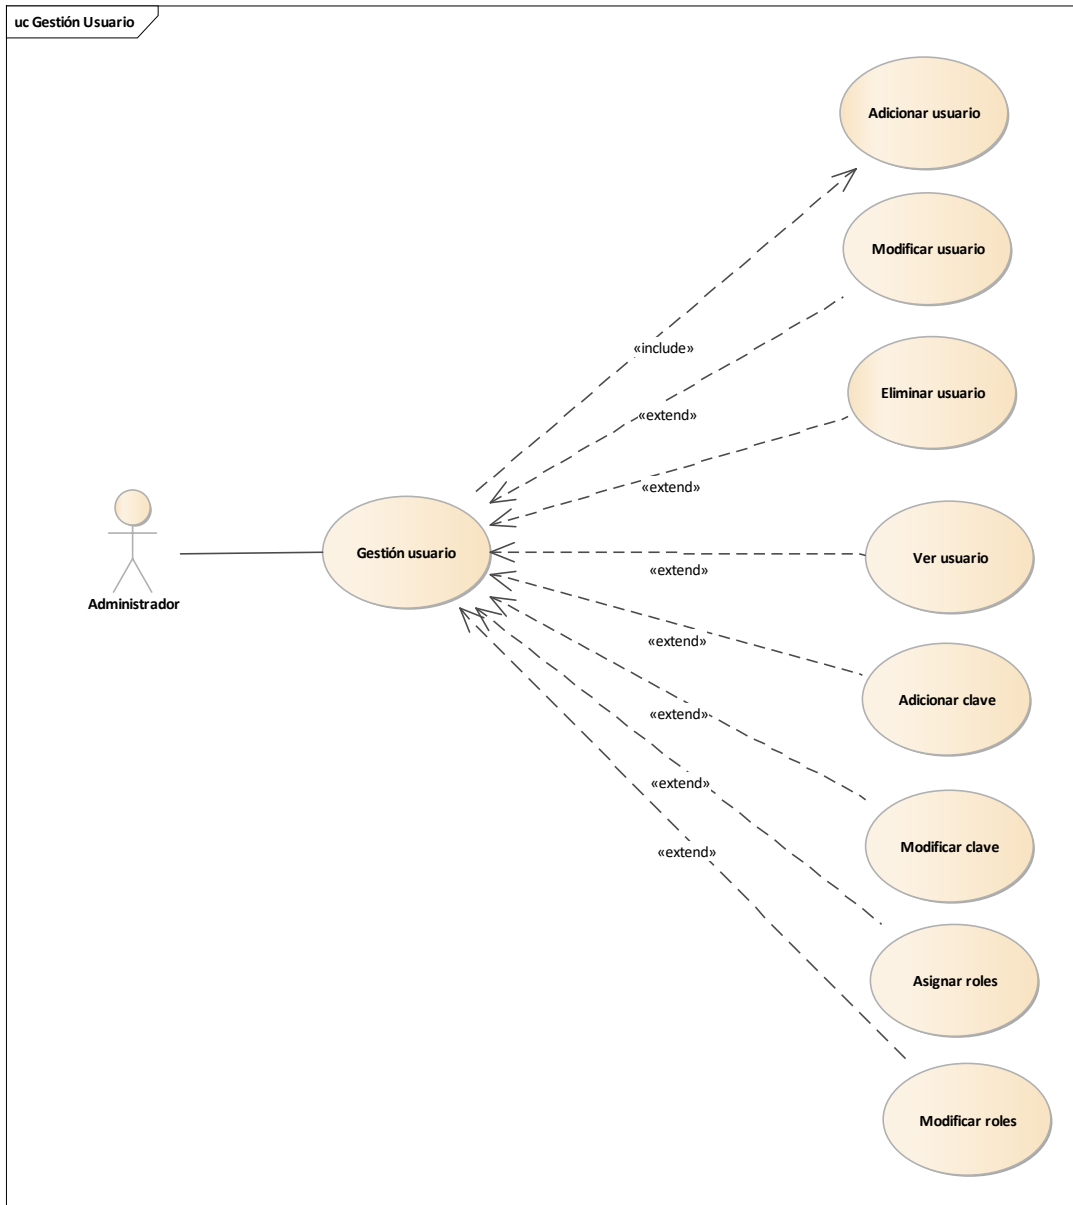 uc Gestión Usuario
Adicionar usuario
Modificar usuario
«include»
Eliminar usuario
«extend»
«extend»
Gestión usuario
Ver usuario
«extend»
Administrador
«extend»
Adicionar clave
«extend»
«extend»
Modificar clave
«extend»
Asignar roles
Modificar roles